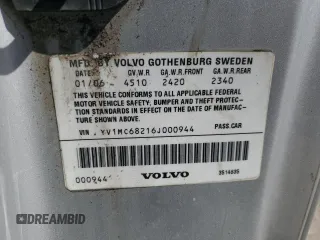 MFD. BY VOLVO GOTHENBURG SWEDEN
DATE G.V.W.R G.A.W.R.FRONT G.A.W.R.REAR
01/06 4510 2420 2340
THIS VEHICLE CONFORMS TO ALL APPLICABLE FEDERAL
MOTOR VEHICLE SAFETY, BUMPER AND THEFT PROTEC-
TION STANDARDS IN EFFECT ON THE DATE OF MANUFAC-
TURE SHOWN ABOVE.
VIN, YV1MC68216J000944 PASS.CAR
000944 VOLVO 3514635
DREAMBID